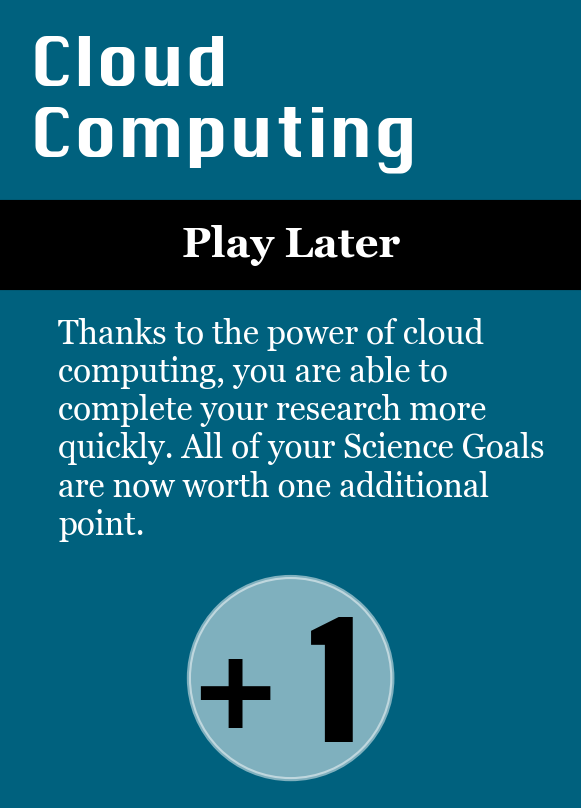 Cloud
Computing
Play Later
Thanks to the power of cloud
computing, you are able to
complete your research more
quickly. All of your Science Goals
are now worth one additional
point.
+ 1